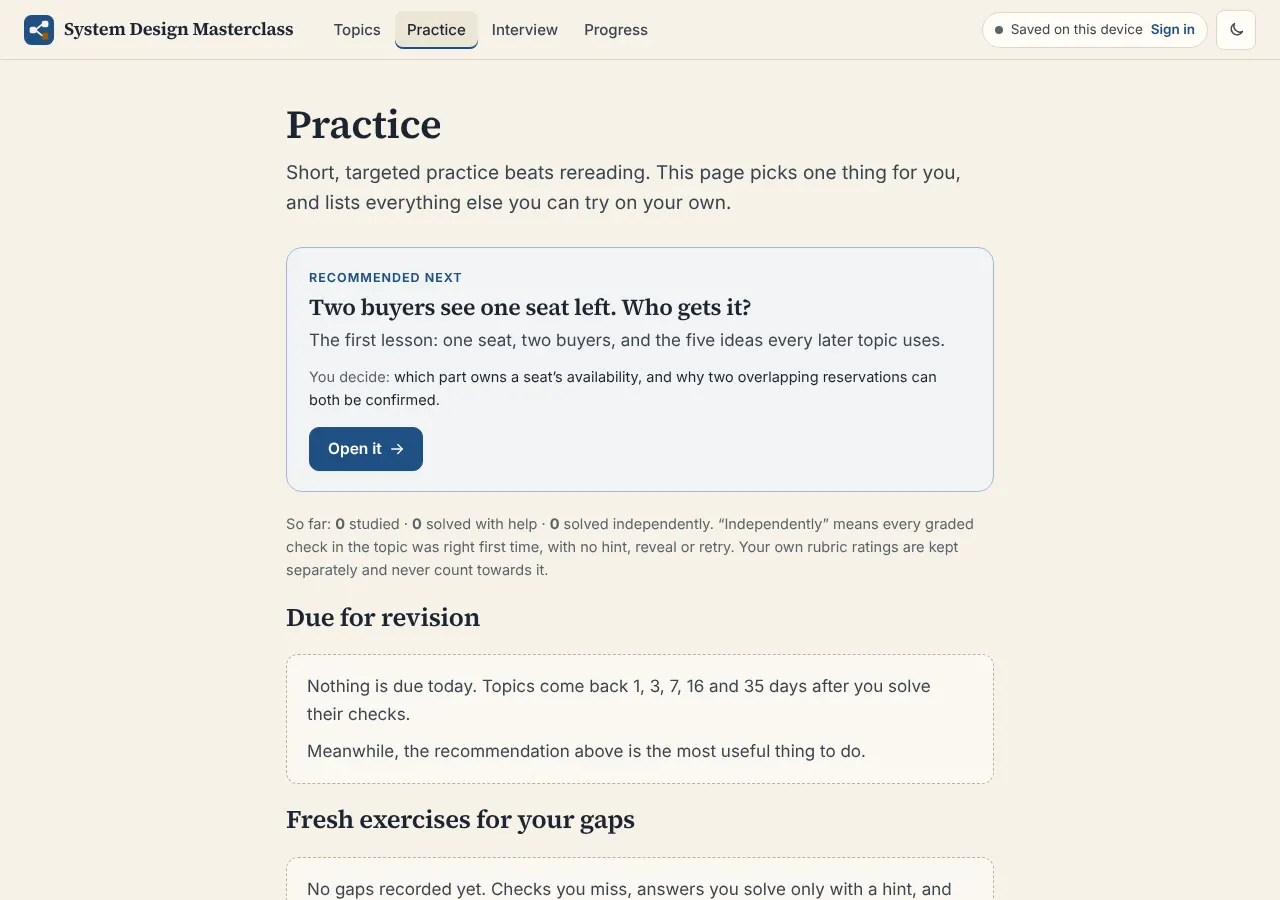 System Design Masterclass
Topics
Practice
Interview
Progress
Saved on this device
Sign in
Practice
Short, targeted practice beats rereading. This page picks one thing for you,
and lists everything else you can try on your own.
RECOMMENDED NEXT
Two buyers see one seat left. Who gets it?
The first lesson: one seat, two buyers, and the five ideas every later topic uses.
You decide: which part owns a seat’s availability, and why two overlapping reservations can
both be confirmed.
Open it →
So far: 0 studied · 0 solved with help · 0 solved independently. “Independently” means every graded
check in the topic was right first time, with no hint, reveal or retry. Your own rubric ratings are kept
separately and never count towards it.
Due for revision
Nothing is due today. Topics come back 1, 3, 7, 16 and 35 days after you solve
their checks.
Meanwhile, the recommendation above is the most useful thing to do.
Fresh exercises for your gaps
No gaps recorded yet. Checks you miss, answers you solve only with a hint, and